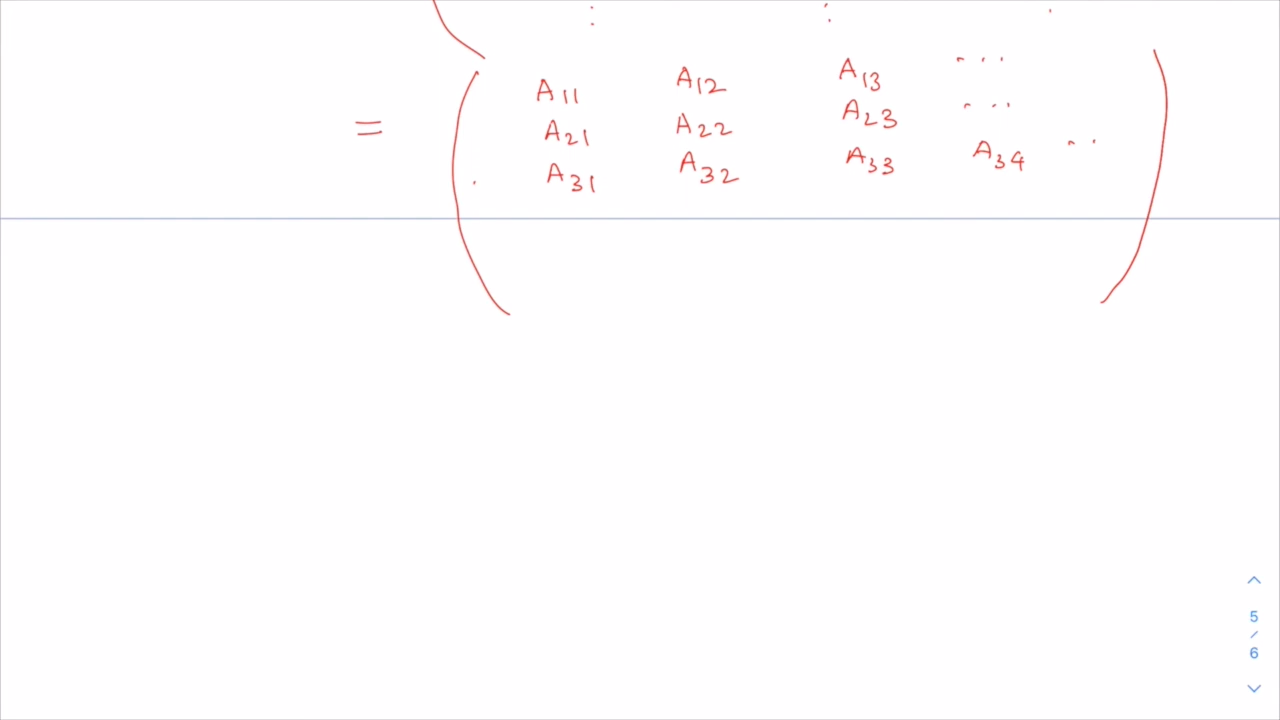 A11 A12 A13 ...
= A21 A22 A23 ...
A31 A32 A33 A34 ..
5
/
6